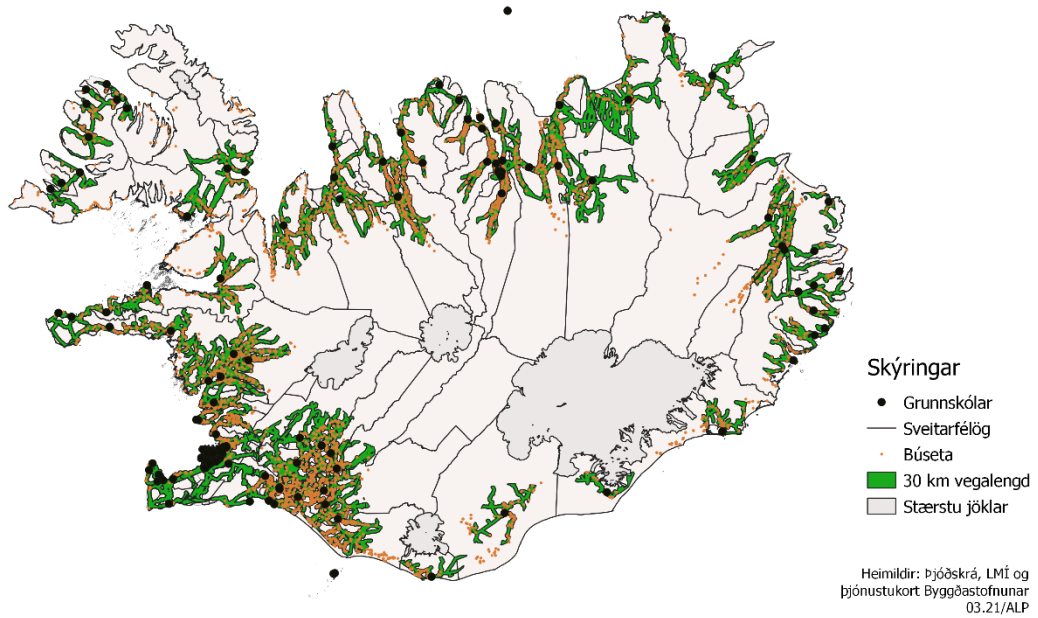 Skýringar
Grunnskólar
Sveitarfélög
Búseta
30 km vegalengd
Stærstu jöklar
Heimildir: Þjóðskrá, LMÍ og
þjónustukort Byggðastofnunar
03.21/ALP